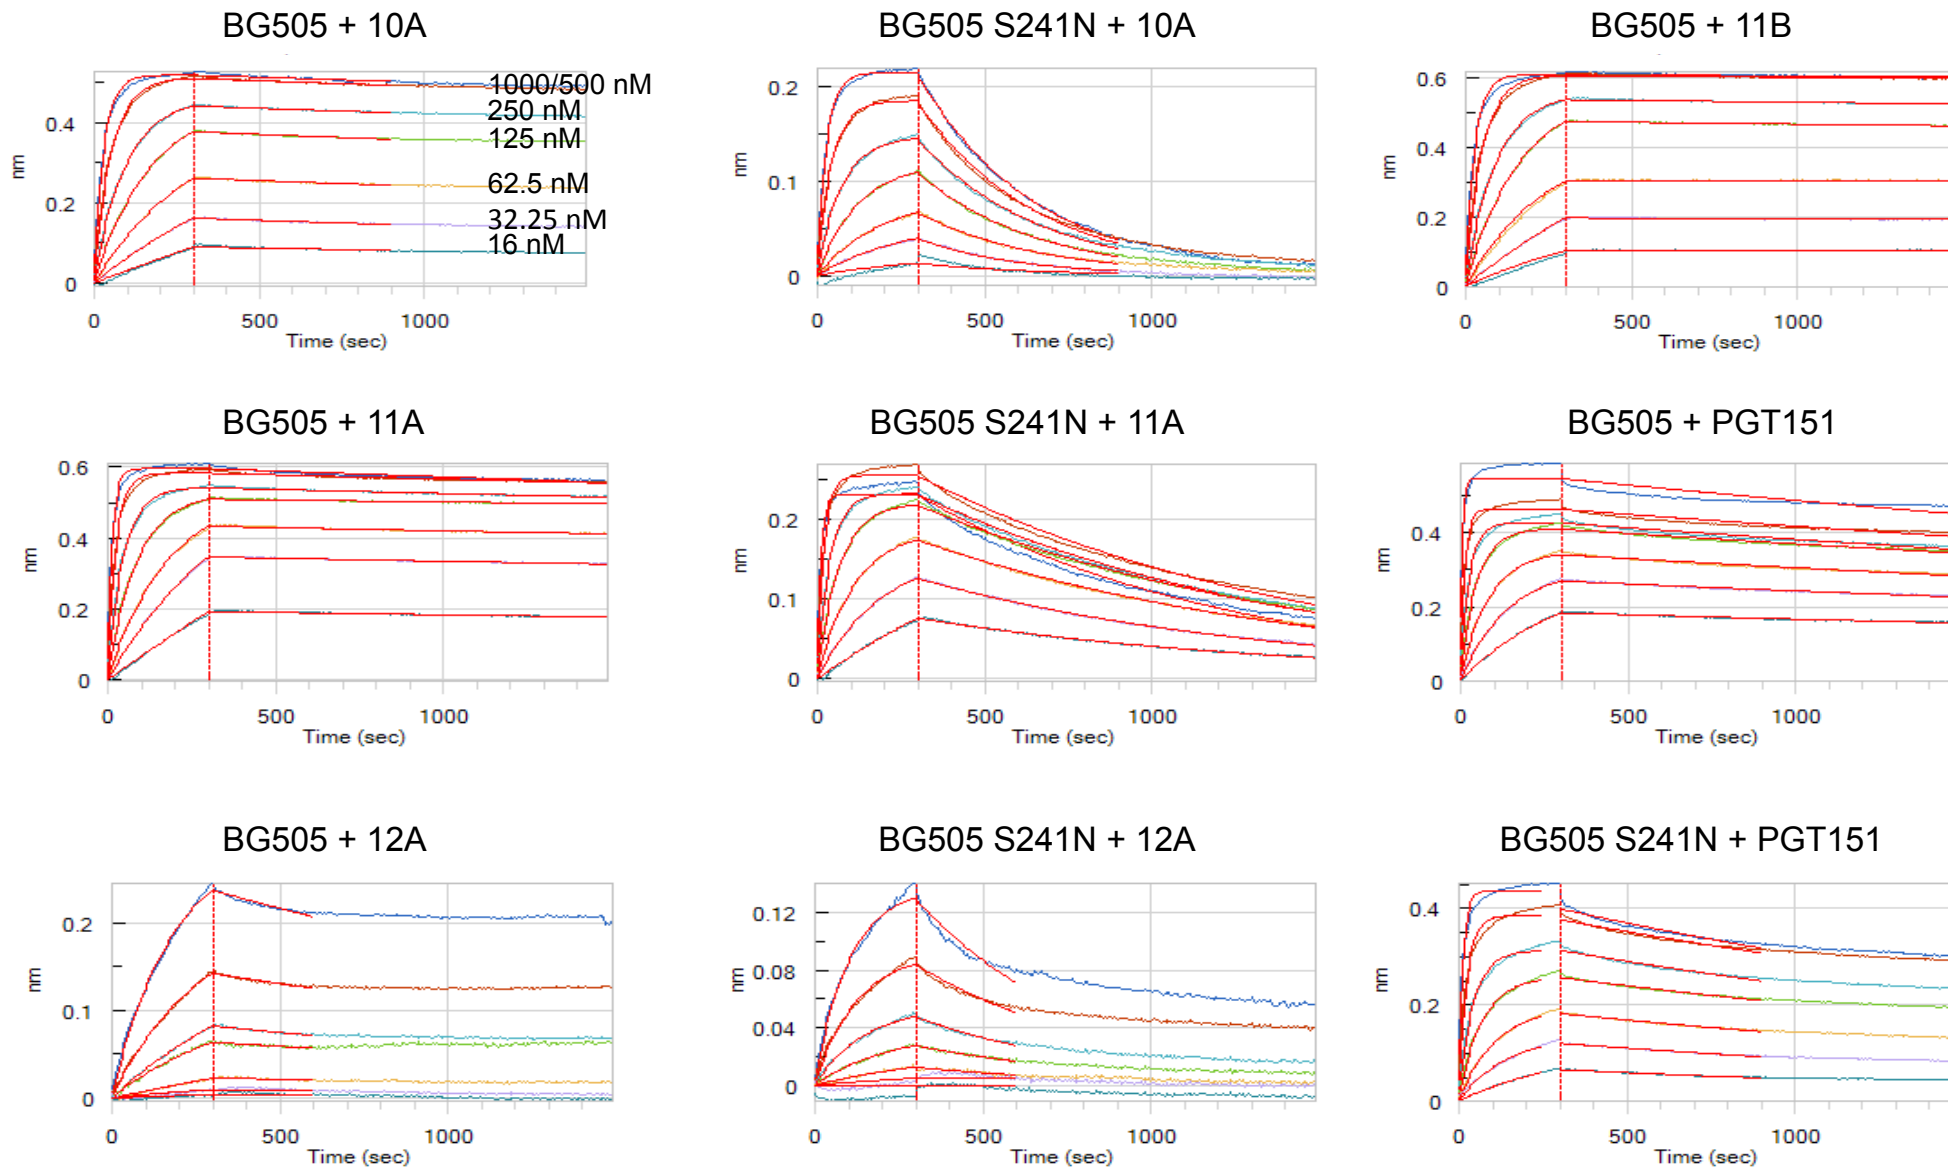 BG505 + 10A
BG505 S241N + 10A
BG505 + 11B
1000/500 nM
250 nM
125 nM
62.5 nM
32.25 nM
16 nM
0.4
0.2
0
nm
0 500 1000
Time (sec)
0.2
0.1
0
nm
0 500 1000
Time (sec)
0.6
0.4
0.2
0
nm
0 500 1000
Time (sec)
BG505 + 11A
BG505 S241N + 11A
BG505 + PGT151
0.6
0.4
0.2
0
nm
0 500 1000
Time (sec)
0.2
0.1
0
nm
0 500 1000
Time (sec)
0.4
0.2
0
nm
0 500 1000
Time (sec)
BG505 + 12A
BG505 S241N + 12A
BG505 S241N + PGT151
0.2
0.1
0
nm
0 500 1000
Time (sec)
0.12
0.08
0.04
0
nm
0 500 1000
Time (sec)
0.4
0.2
0
nm
0 500 1000
Time (sec)